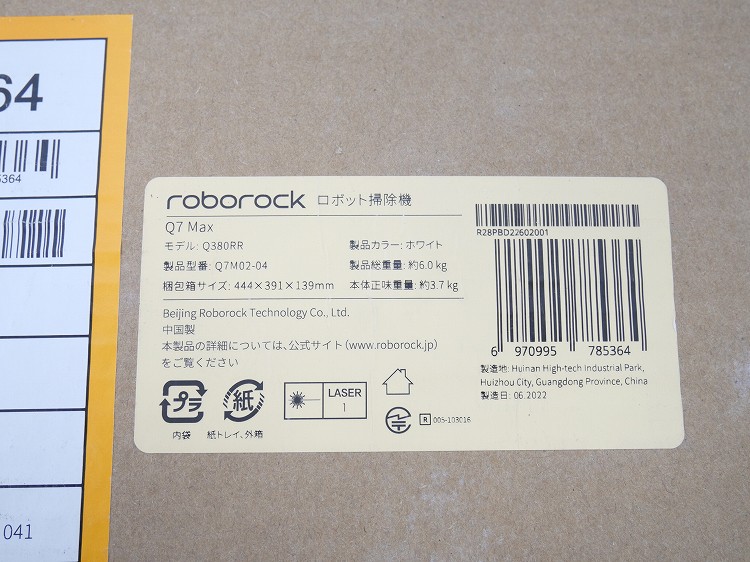 64
5364
041
roborock ロボット掃除機
Q7 Max
モデル: Q380RR
製品カラー: ホワイト
製品型番: Q7M02-04
製品総重量: 約6.0 kg
梱包箱サイズ: 444×391×139mm
本体正味重量: 約3.7 kg
Beijing Roborock Technology Co., Ltd.
中国製
本製品の詳細については、公式サイト（www.roborock.jp）
をご覧ください
プラ
内袋
紙
紙トレイ、外箱
LASER
1
R 005-103016
R28PBD22602001
6 970995 785364
製造地: Huinan High-tech Industrial Park,
Huizhou City, Guangdong Province, China
製造日: 06.2022